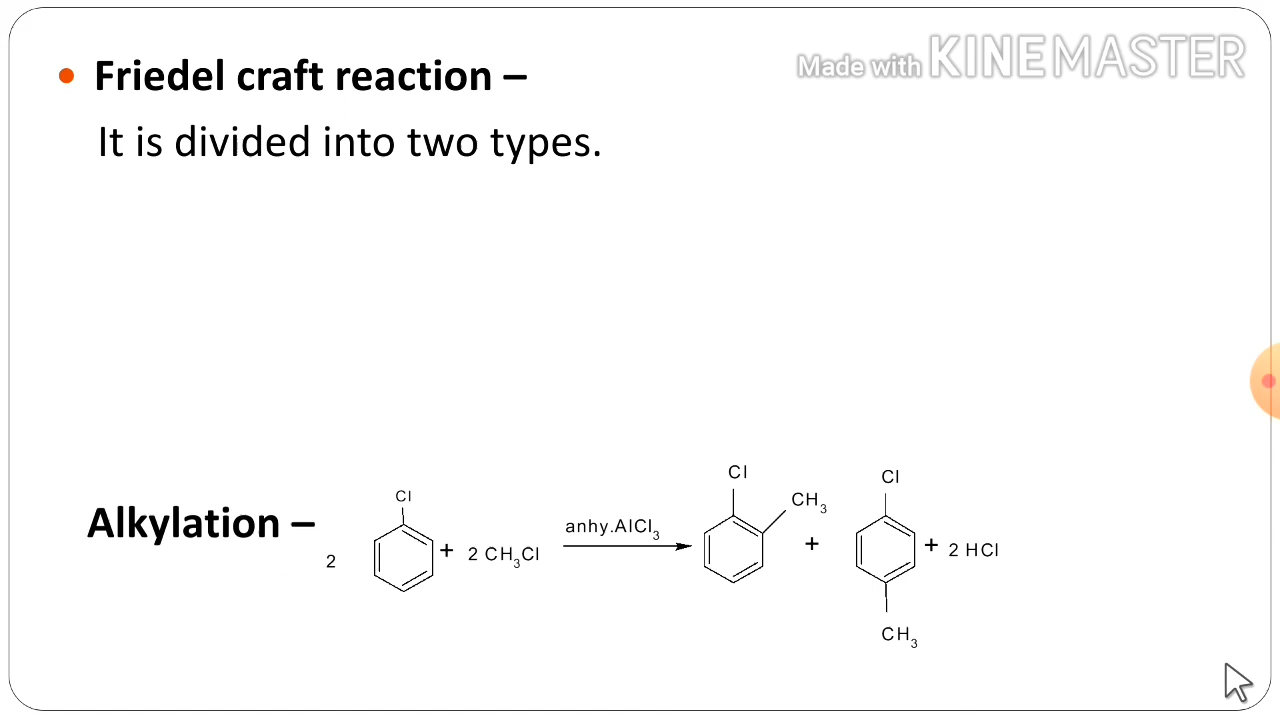 Made with KINEMASTER
• Friedel craft reaction –
It is divided into two types.
Alkylation – 2 Cl + 2 CH₃Cl anhy.AlCl₃ Cl CH₃ + Cl CH₃ + 2 HCl